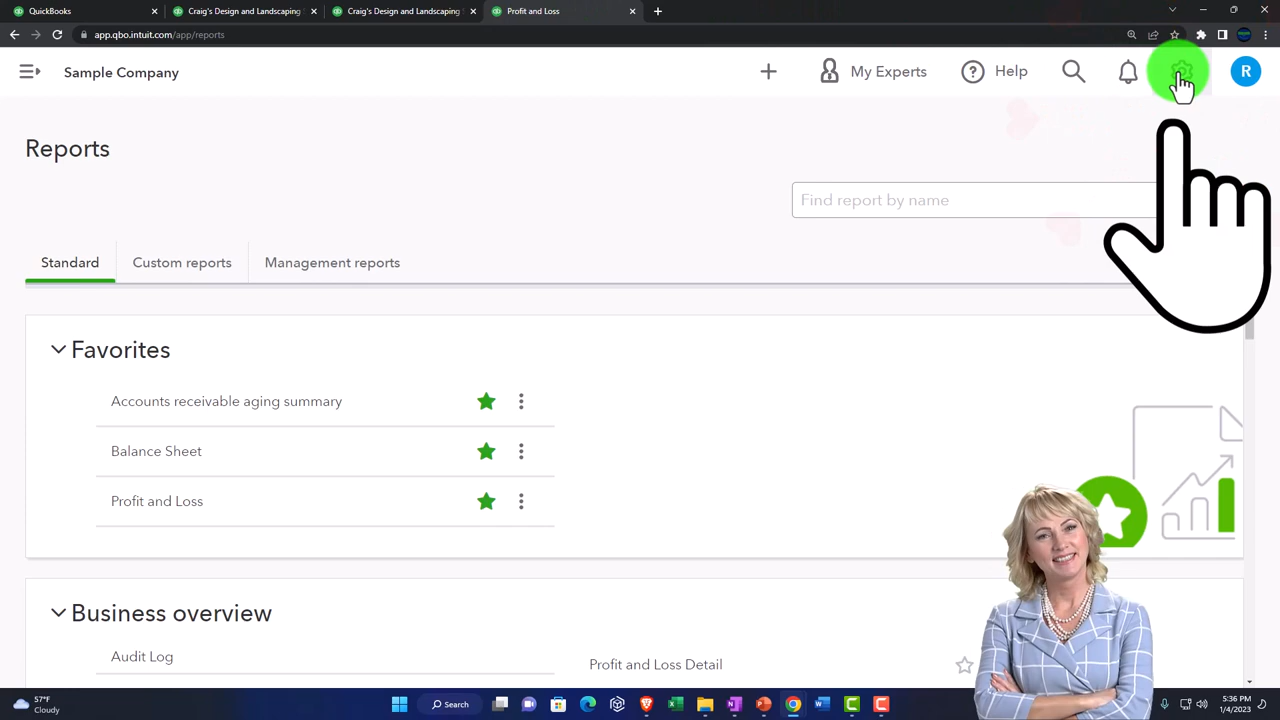 QuickBooks
Craig's Design and Landscaping
Craig's Design and Landscaping
Profit and Loss
app.qbo.intuit.com/app/reports
Sample Company
My Experts
Help
R
Reports
Find report by name
Standard
Custom reports
Management reports
Favorites
Accounts receivable aging summary
Balance Sheet
Profit and Loss
Business overview
Audit Log
Profit and Loss Detail
57°F
Cloudy
Search
5:36 PM
1/4/2023